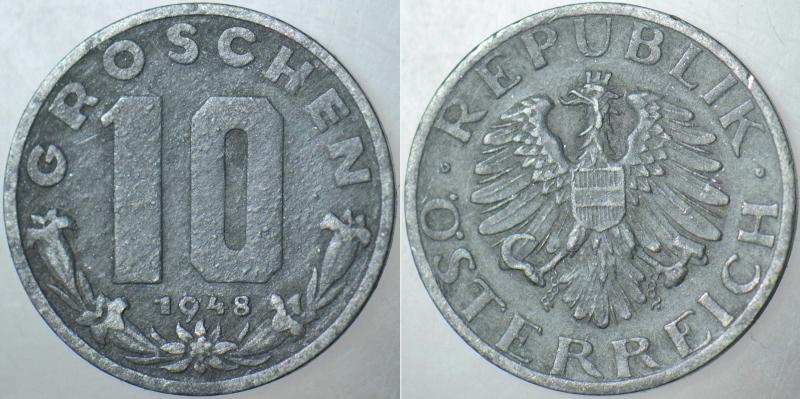 GROSCHEN
10
1948
· REPUBLIK ·
ÖSTERREICH